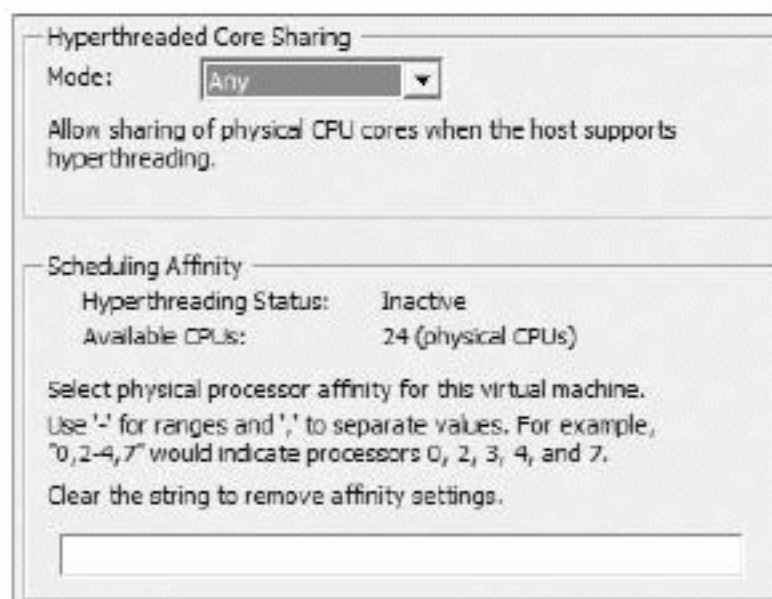 Hyperthreaded Core Sharing
Mode: Any
Allow sharing of physical CPU cores when the host supports
hyperthreading.
Scheduling Affinity
Hyperthreading Status: Inactive
Available CPUs: 24 (physical CPUs)
Select physical processor affinity for this virtual machine.
Use '-' for ranges and ',' to separate values. For example,
"0,2-4,7" would indicate processors 0, 2, 3, 4, and 7.
Clear the string to remove affinity settings.